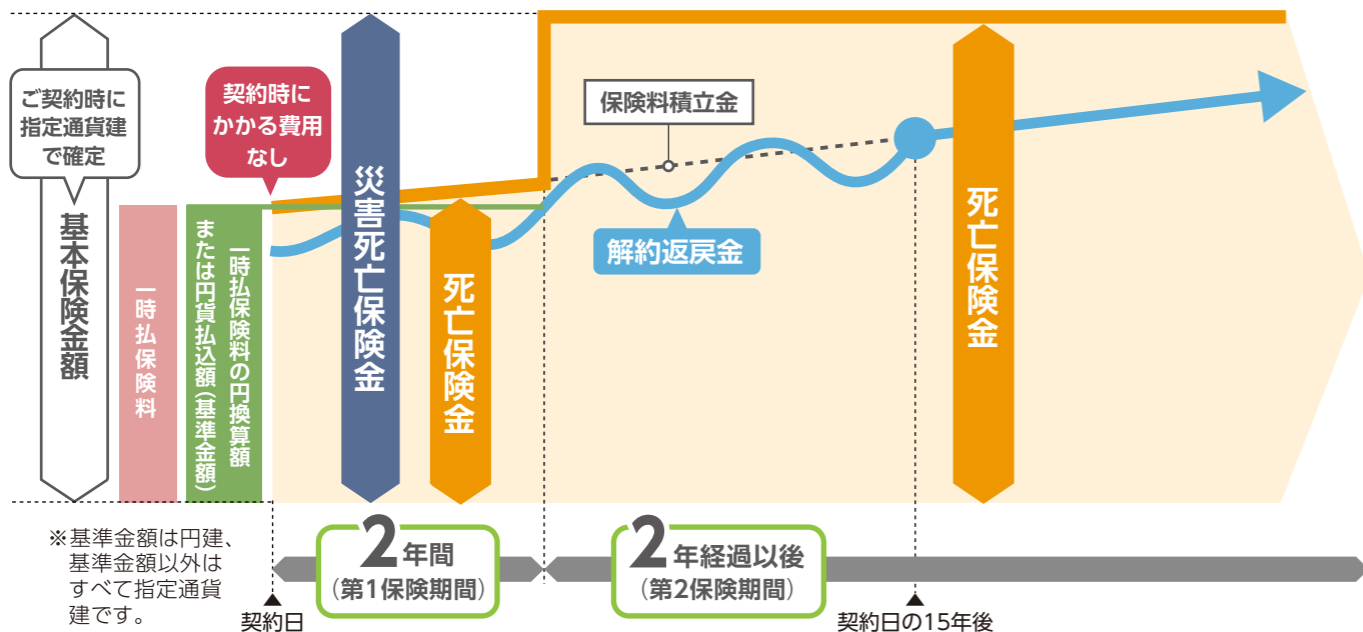 ご契約時に
指定通貨建
で確定
基本保険金額
一時払保険料
一時払保険料の円換算額
または円貨払込額(基準金額)
契約時に
かかる費用
なし
災害死亡保険金
死亡保険金
保険料積立金
解約返戻金
死亡保険金
※基準金額は円建、
基準金額以外は
すべて指定通貨
建です。
2年間
(第1保険期間)
2年経過以後
(第2保険期間)
契約日
契約日の15年後